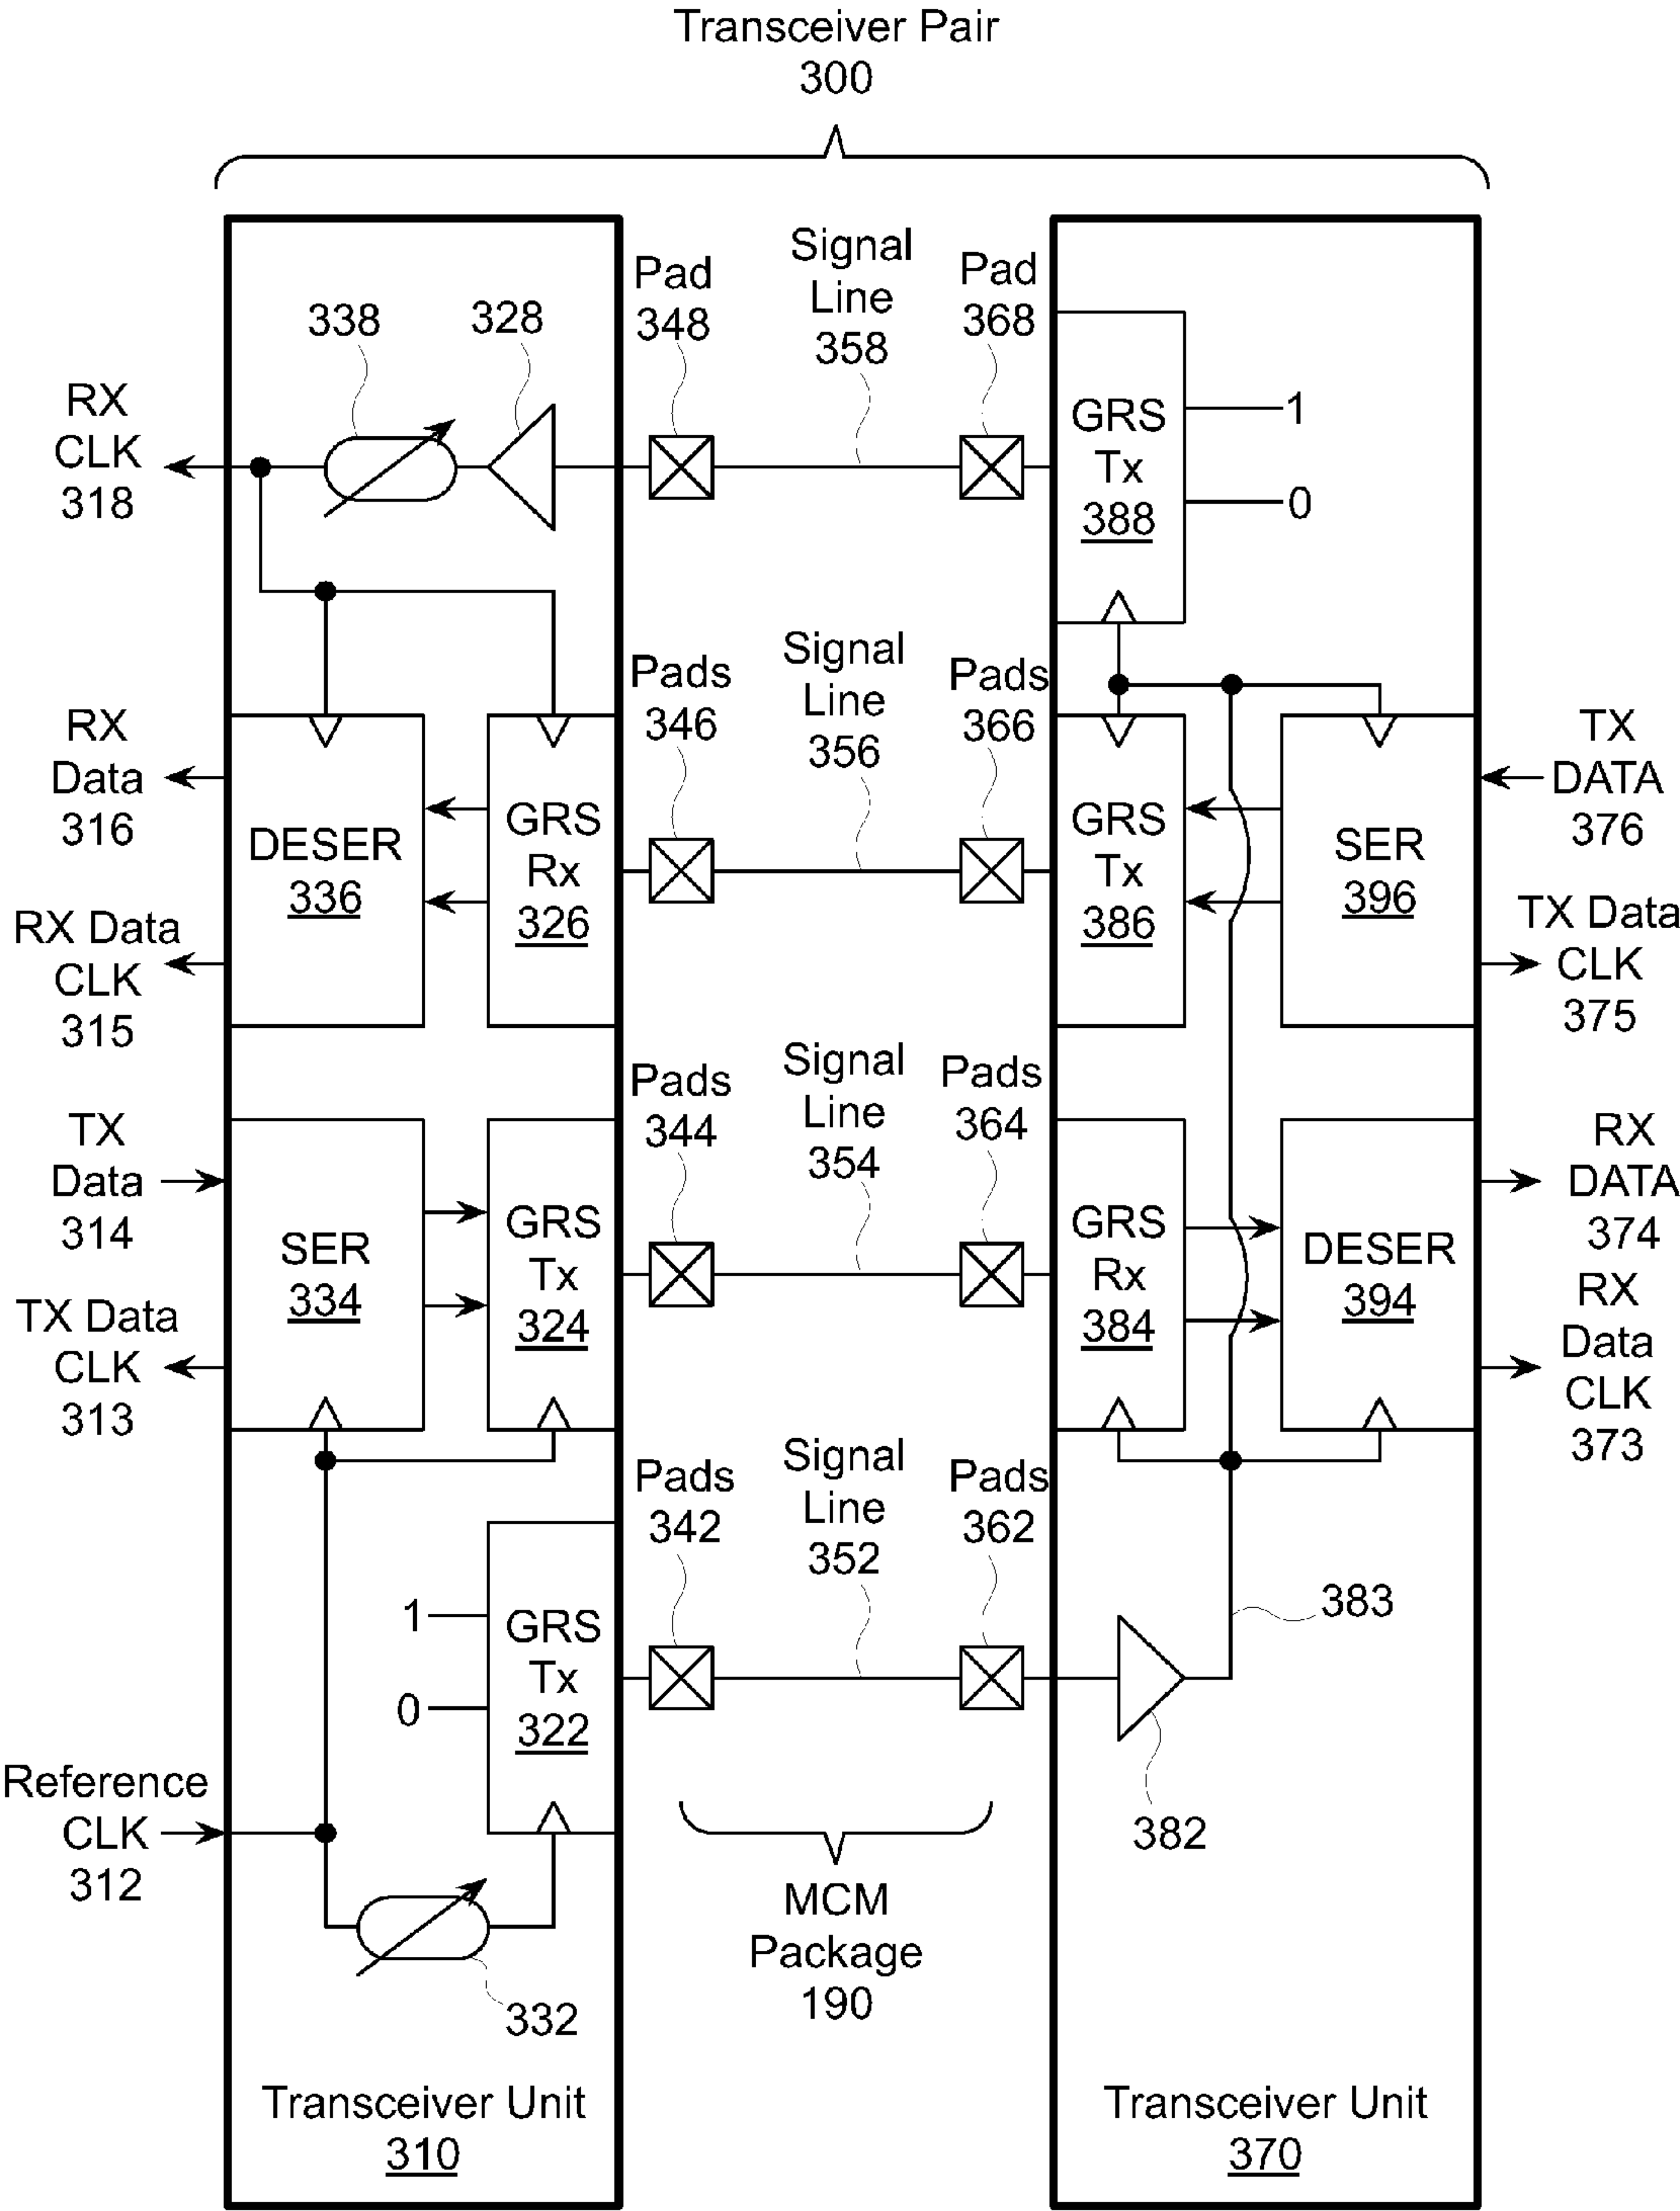 Transceiver Pair
300
Signal
Line
358
Pad
348
Pad
368
338
328
RX
CLK
318
GRS
Tx
388
1
0
Signal
Line
356
Pads
346
Pads
366
RX
Data
316
RX Data
CLK
315
DESER
336
GRS
Rx
326
GRS
Tx
386
SER
396
TX
DATA
376
TX Data
CLK
375
Signal
Line
354
Pads
344
Pads
364
TX
Data
314
TX Data
CLK
313
SER
334
GRS
Tx
324
GRS
Rx
384
DESER
394
RX
DATA
374
RX
Data
CLK
373
Signal
Line
352
Pads
342
Pads
362
1
0
GRS
Tx
322
383
382
Reference
CLK
312
332
MCM
Package
190
Transceiver Unit
310
Transceiver Unit
370